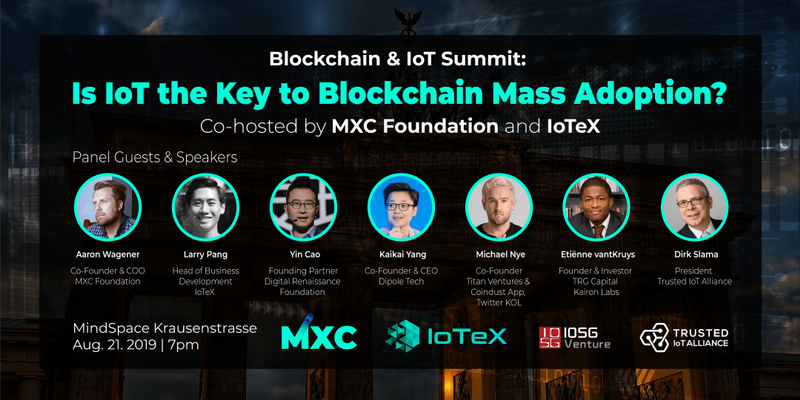 Blockchain & IoT Summit:
Is IoT the Key to Blockchain Mass Adoption?
Co-hosted by MXC Foundation and IoTeX
Panel Guests & Speakers
Aaron Wagener
Co-Founder & COO
MXC Foundation
Larry Pang
Head of Business
Development
IoTeX
Yin Cao
Founding Partner
Digital Renaissance
Foundation
Kaikai Yang
Co-Founder & CEO
Dipole Tech
Michael Nye
Co-Founder
Titan Ventures &
Coindust App,
Twitter KOL
Etiënne vantKruys
Founder & Investor
TRG Capital
Kairon Labs
Dirk Slama
President
Trusted IoT Alliance
MindSpace Krausenstrasse
Aug. 21. 2019 | 7pm
MXC
IoTeX
IOSG
IOSG
Venture
TRUSTED
IoT ALLIANCE